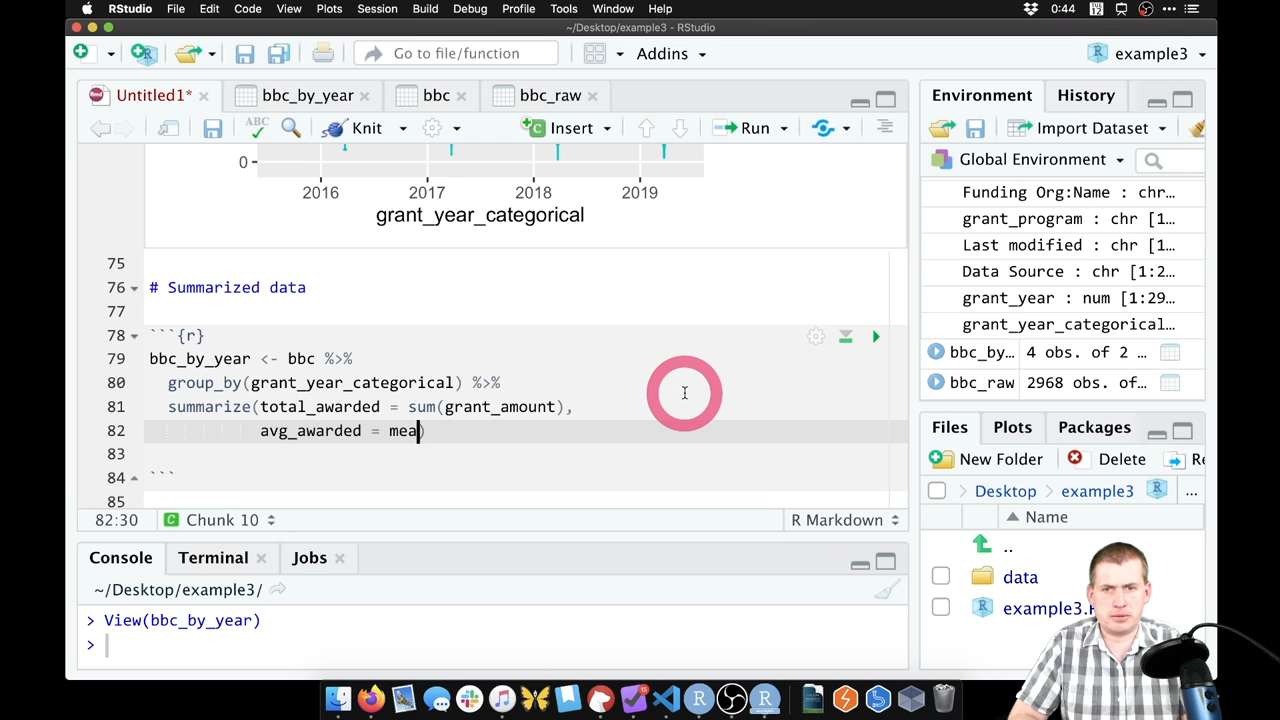 RStudio File Edit Code View Plots Session Build Debug Profile Tools Window Help 0:44
~/Desktop/example3 - RStudio
Go to file/function Addins example3
Untitled1* bbc_by_year bbc bbc_raw
ABC Knit Insert Run
0
2016 2017 2018 2019
grant_year_categorical
75
76 # Summarized data
77
78 ```{r}
79 bbc_by_year <- bbc %>%
80 group_by(grant_year_categorical) %>%
81 summarize(total_awarded = sum(grant_amount),
82 avg_awarded = mea)
83
84 ```
85
82:30 Chunk 10 R Markdown
Console Terminal Jobs
~/Desktop/example3/
> View(bbc_by_year)
>
Environment History
Import Dataset
Global Environment
Funding Org:Name : chr…
grant_program : chr [1…
Last modified : chr [1…
Data Source : chr [1:2…
grant_year : num [1:29…
grant_year_categorical…
bbc_by… 4 obs. of 2 …
bbc_raw 2968 obs. of…
Files Plots Packages
New Folder Delete Re
Desktop example3 ...
Name
..
data
example3.R